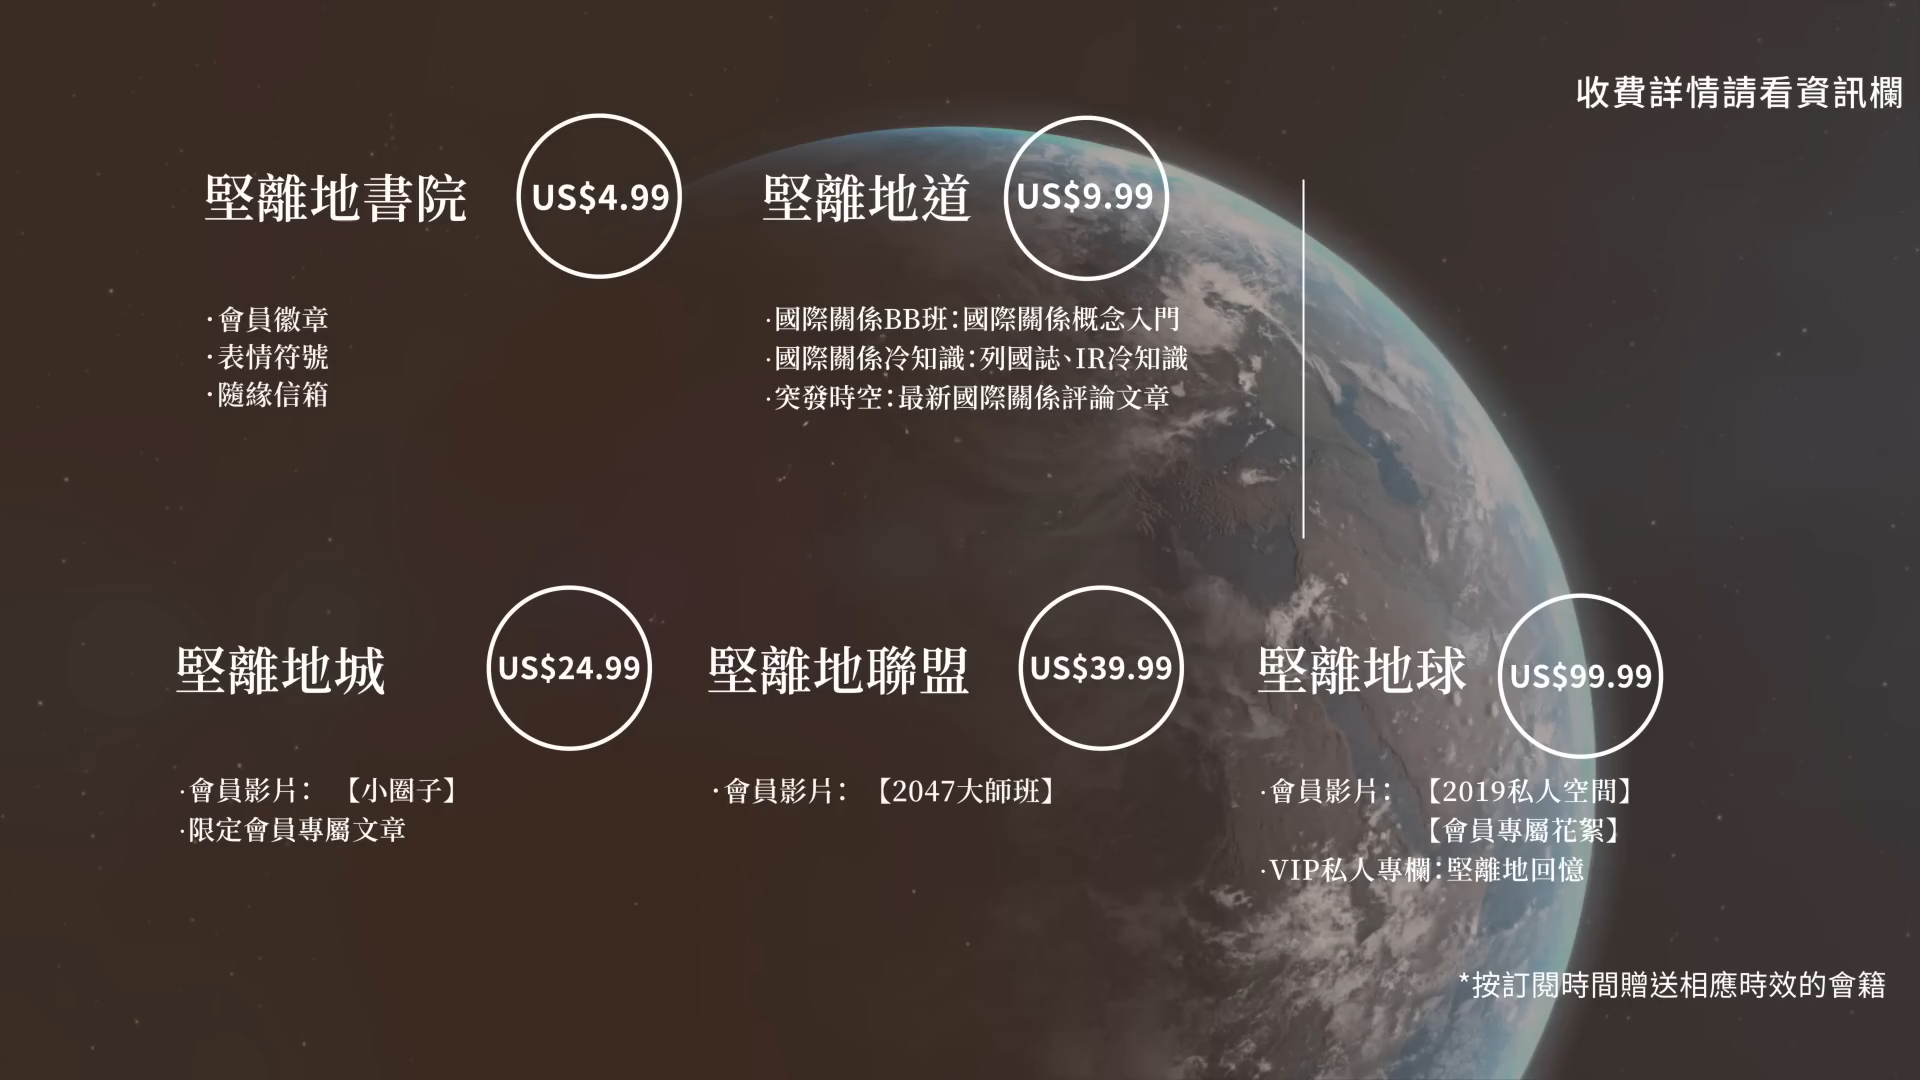 收費詳情請看資訊欄
堅離地書院 US$4.99
·會員徽章
·表情符號
·隨緣信箱
堅離地道 US$9.99
·國際關係BB班：國際關係概念入門
·國際關係冷知識：列國誌、IR冷知識
·突發時空：最新國際關係評論文章
堅離地城 US$24.99
·會員影片： 【小圈子】
·限定會員專屬文章
堅離地聯盟 US$39.99
·會員影片： 【2047大師班】
堅離地球 US$99.99
·會員影片： 【2019私人空間】
【會員專屬花絮】
·VIP私人專欄：堅離地回憶
*按訂閱時間贈送相應時效的會籍